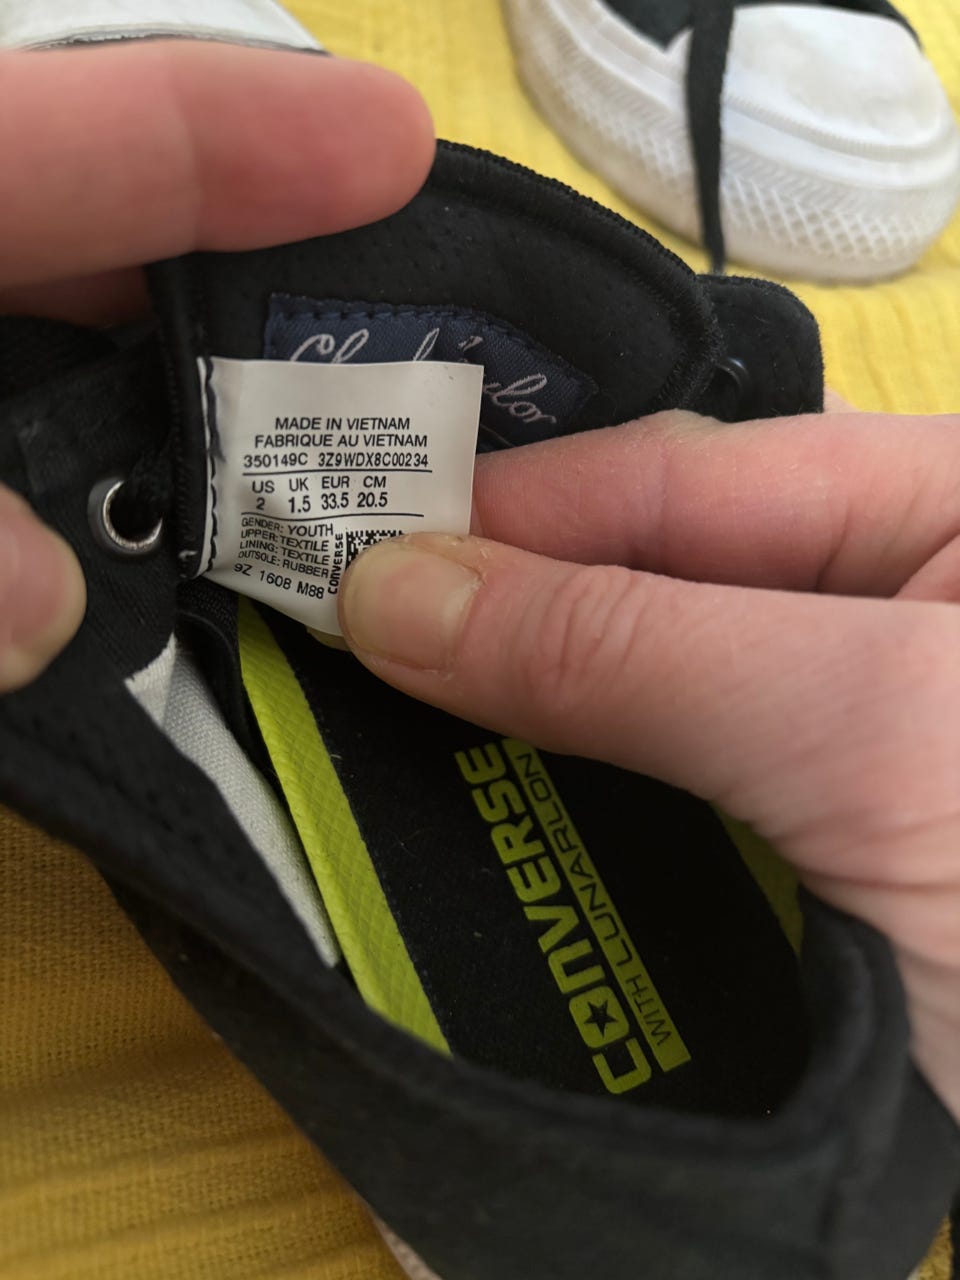 MADE IN VIETNAM
FABRIQUE AU VIETNAM
350149C 3Z9WDX8C00234
US UK EUR CM
2 1.5 33.5 20.5
GENDER: YOUTH
UPPER: TEXTILE
LINING: TEXTILE
OUTSOLE: RUBBER
9Z 1608 M88
CONVERSE
CONVERSE
WITH LUNARLON